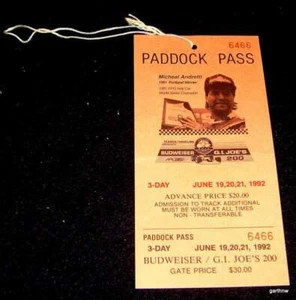 6466
PADDOCK PASS
Michael Andretti
1991 Portland Winner
1991 PPG Indy Car
World Series Champion
BUDWEISER G.I. JOE'S
200
3-DAY JUNE 19,20,21, 1992
ADVANCE PRICE $20.00
ADMISSION TO TRACK ADDITIONAL
MUST BE WORN AT ALL TIMES
NON - TRANSFERABLE
PADDOCK PASS 6466
3-DAY JUNE 19,20,21, 1992
BUDWEISER / G.I. JOE'S 200
GATE PRICE $30.00
garthnw